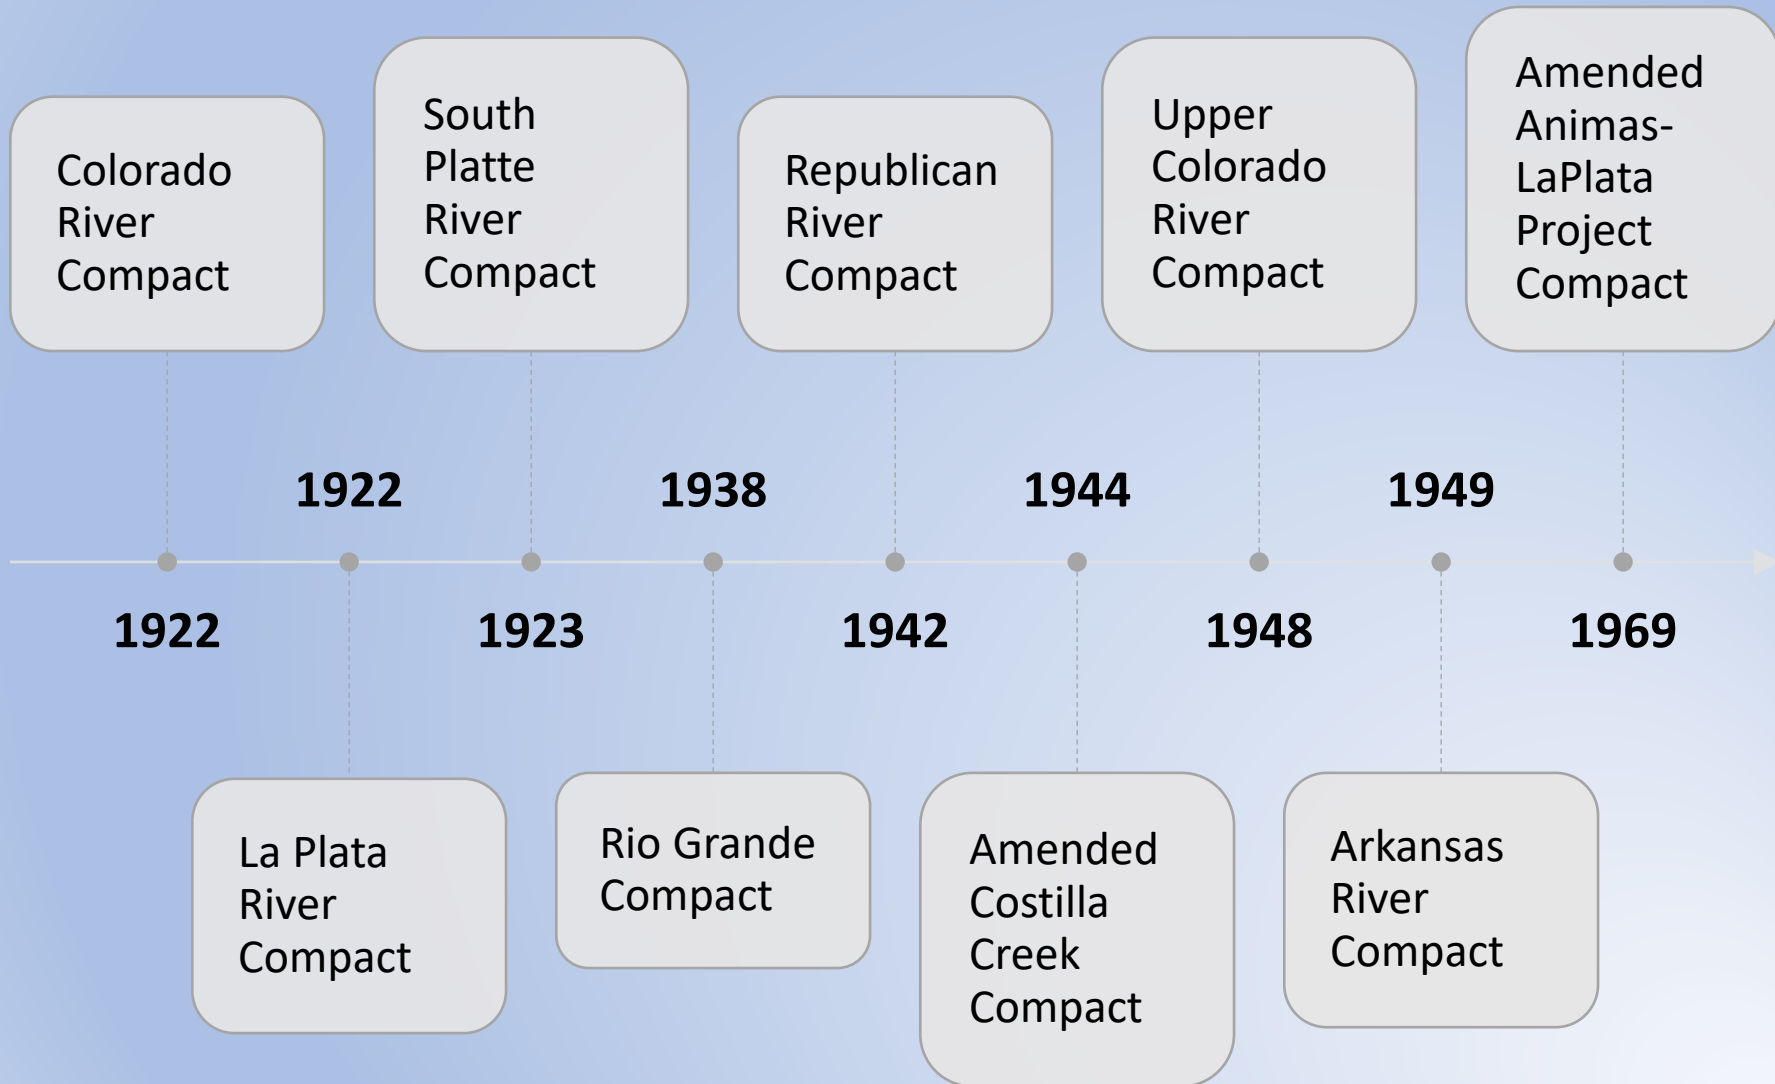 Colorado
River
Compact
South
Platte
River
Compact
Republican
River
Compact
Upper
Colorado
River
Compact
Amended
Animas-
LaPlata
Project
Compact
1922
1938
1944
1949
1922
1923
1942
1948
1969
La Plata
River
Compact
Rio Grande
Compact
Amended
Costilla
Creek
Compact
Arkansas
River
Compact